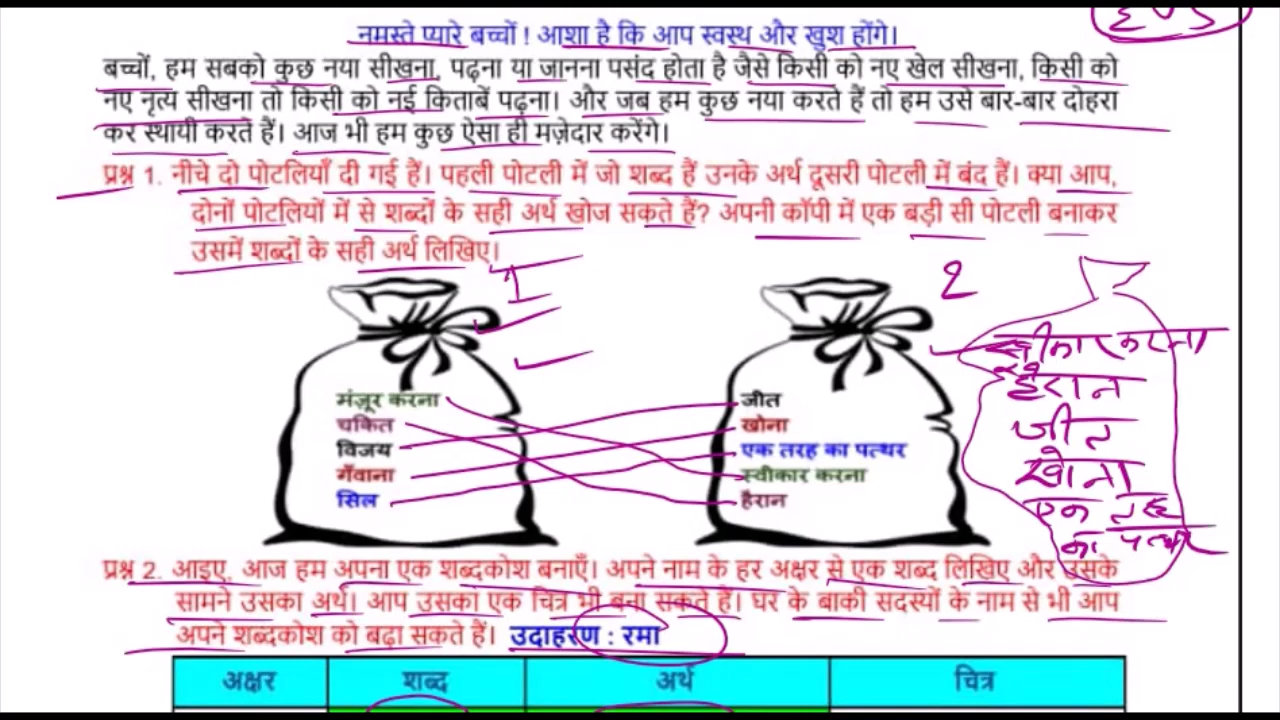 नमस्ते प्यारे बच्चों ! आशा है कि आप स्वस्थ और खुश होंगे।
बच्चों, हम सबको कुछ नया सीखना, पढ़ना या जानना पसंद होता है जैसे किसी को नए खेल सीखना, किसी को
नए नृत्य सीखना तो किसी को नई किताबें पढ़ना। और जब हम कुछ नया करते हैं तो हम उसे बार-बार दोहरा
कर स्थायी करते हैं। आज भी हम कुछ ऐसा ही मज़ेदार करेंगे।
प्रश्न 1. नीचे दो पोटलियाँ दी गई हैं। पहली पोटली में जो शब्द हैं उनके अर्थ दूसरी पोटली में बंद हैं। क्या आप,
दोनों पोटलियों में से शब्दों के सही अर्थ खोज सकते हैं? अपनी कॉपी में एक बड़ी सी पोटली बनाकर
उसमें शब्दों के सही अर्थ लिखिए।
1
2
मंज़ूर करना
चकित
विजय
गँवाना
सिल
जीत
खोना
एक तरह का पत्थर
स्वीकार करना
हैरान
स्वीकार करना
हैरान
जीत
खोना
एक तरह
का पत्थर
प्रश्न 2. आइए, आज हम अपना एक शब्दकोश बनाएँ। अपने नाम के हर अक्षर से एक शब्द लिखिए और उसके
सामने उसका अर्थ। आप उसका एक चित्र भी बना सकते हैं। घर के बाकी सदस्यों के नाम से भी आप
अपने शब्दकोश को बढ़ा सकते हैं। उदाहरण : रमा
अक्षर शब्द अर्थ चित्र